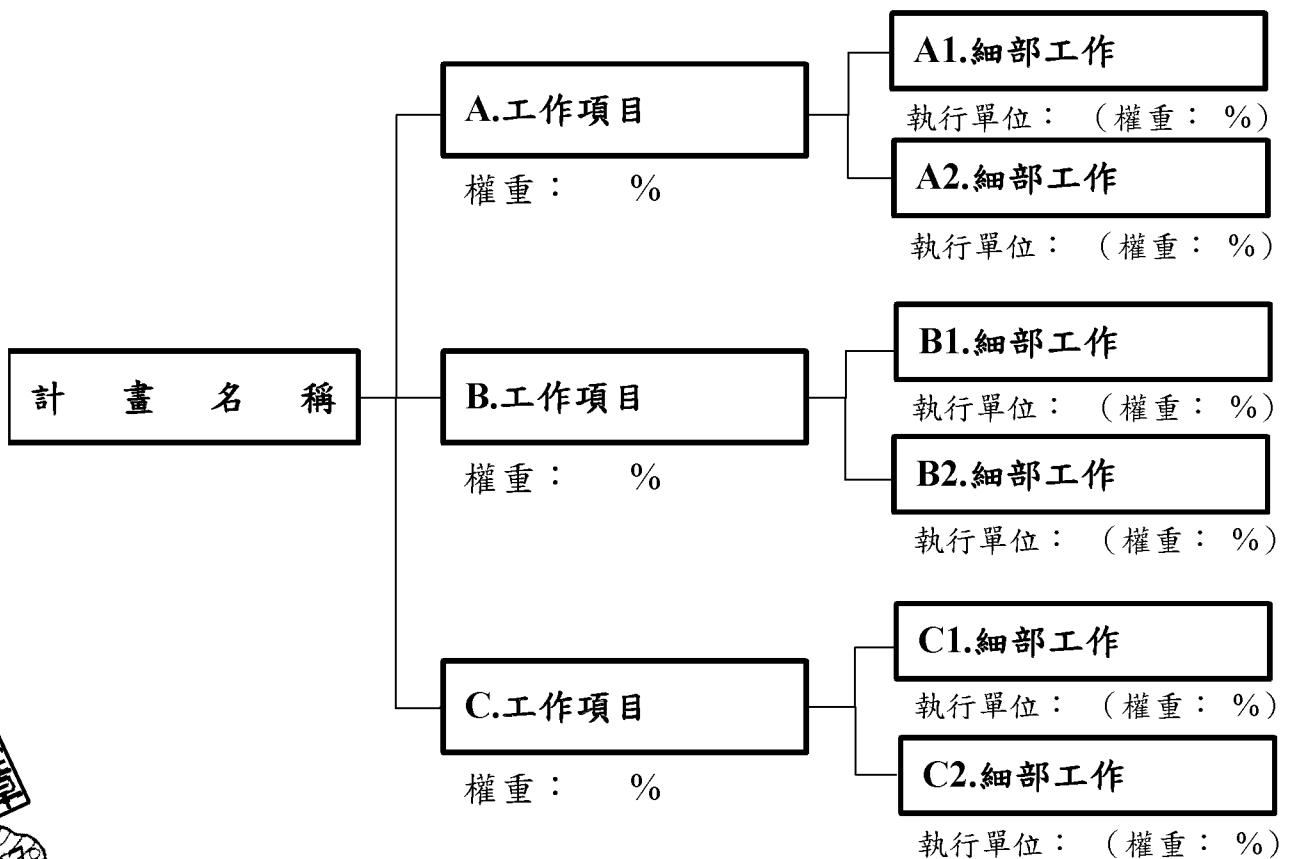 計 畫 名 稱
A.工作項目
權重： %
A1.細部工作
執行單位： （權重： %）
A2.細部工作
執行單位： （權重： %）
B.工作項目
權重： %
B1.細部工作
執行單位： （權重： %）
B2.細部工作
執行單位： （權重： %）
C.工作項目
權重： %
C1.細部工作
執行單位： （權重： %）
C2.細部工作
執行單位： （權重： %）